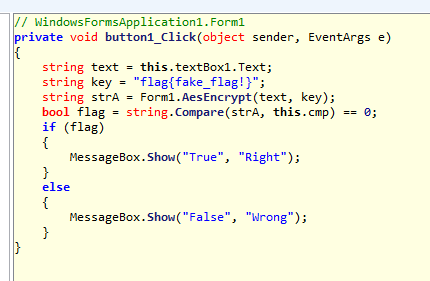 // WindowsFormsApplication1.Form1
private void button1_Click(object sender, EventArgs e)
{
    string text = this.textBox1.Text;
    string key = "flag{fake_flag!}";
    string strA = Form1.AesEncrypt(text, key);
    bool flag = string.Compare(strA, this.cmp) == 0;
    if (flag)
    {
        MessageBox.Show("True", "Right");
    }
    else
    {
        MessageBox.Show("False", "Wrong");
    }
}